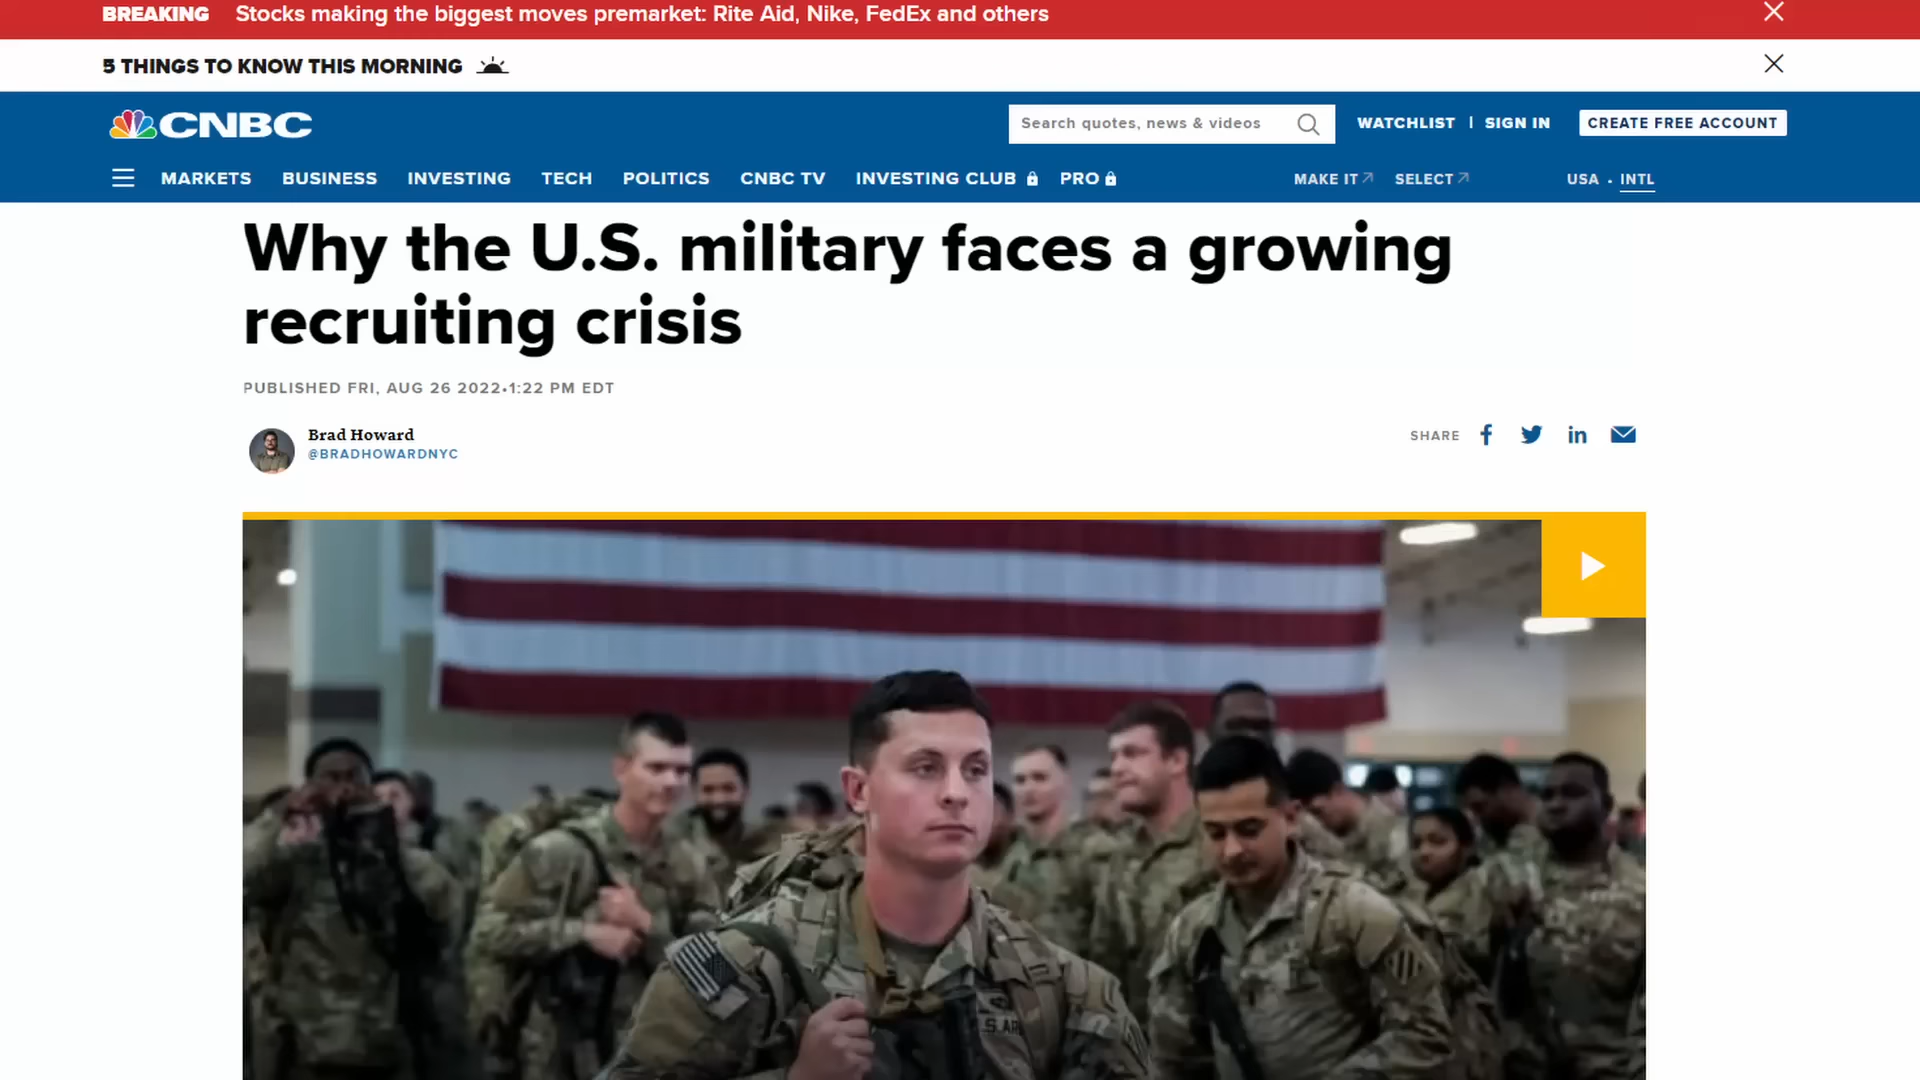 BREAKING Stocks making the biggest moves premarket: Rite Aid, Nike, FedEx and others
5 THINGS TO KNOW THIS MORNING
CNBC
Search quotes, news & videos
WATCHLIST | SIGN IN
CREATE FREE ACCOUNT
MARKETS BUSINESS INVESTING TECH POLITICS CNBC TV INVESTING CLUB PRO MAKE IT SELECT USA • INTL
Why the U.S. military faces a growing
recruiting crisis
PUBLISHED FRI, AUG 26 2022•1:22 PM EDT
Brad Howard
@BRADHOWARDNYC
SHARE